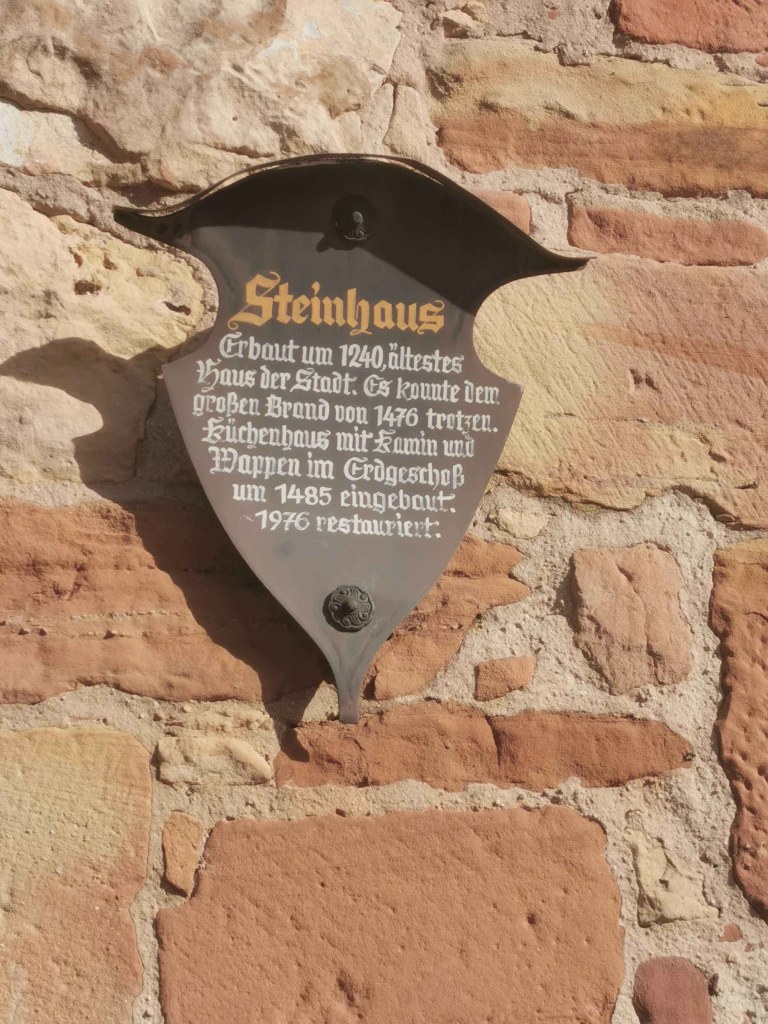 Steinhaus
Erbaut um 1240, ältestes
Haus der Stadt. Es konnte dem
großen Brand von 1476 trotzen.
Küchenhaus mit Kamin und
Wappen im Erdgeschoß
um 1485 eingebaut.
1976 restauriert.